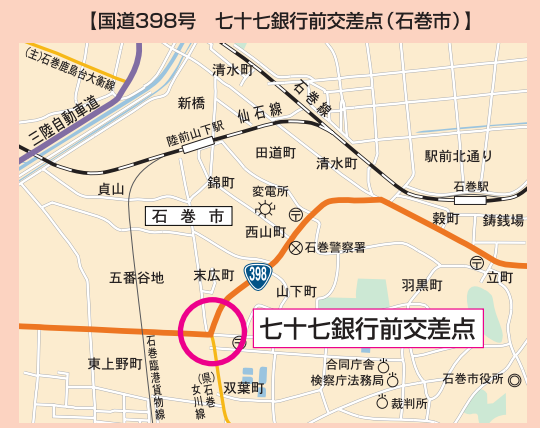 【国道398号　七十七銀行前交差点（石巻市）】
(主)石巻鹿島台大衡線
清水町
石巻線
三陸自動車道
新橋
仙石線
陸前山下駅
田道町
清水町
駅前北通り
貞山
錦町
変電所
石巻駅
石巻市
西山町
穀町
鋳銭場
石巻警察署
五番谷地
末広町
398
山下町
羽黒町
立町
七十七銀行前交差点
東上野町
石巻臨港貨物線
(県)石巻女川線
双葉町
合同庁舎
検察庁法務局
石巻市役所
裁判所